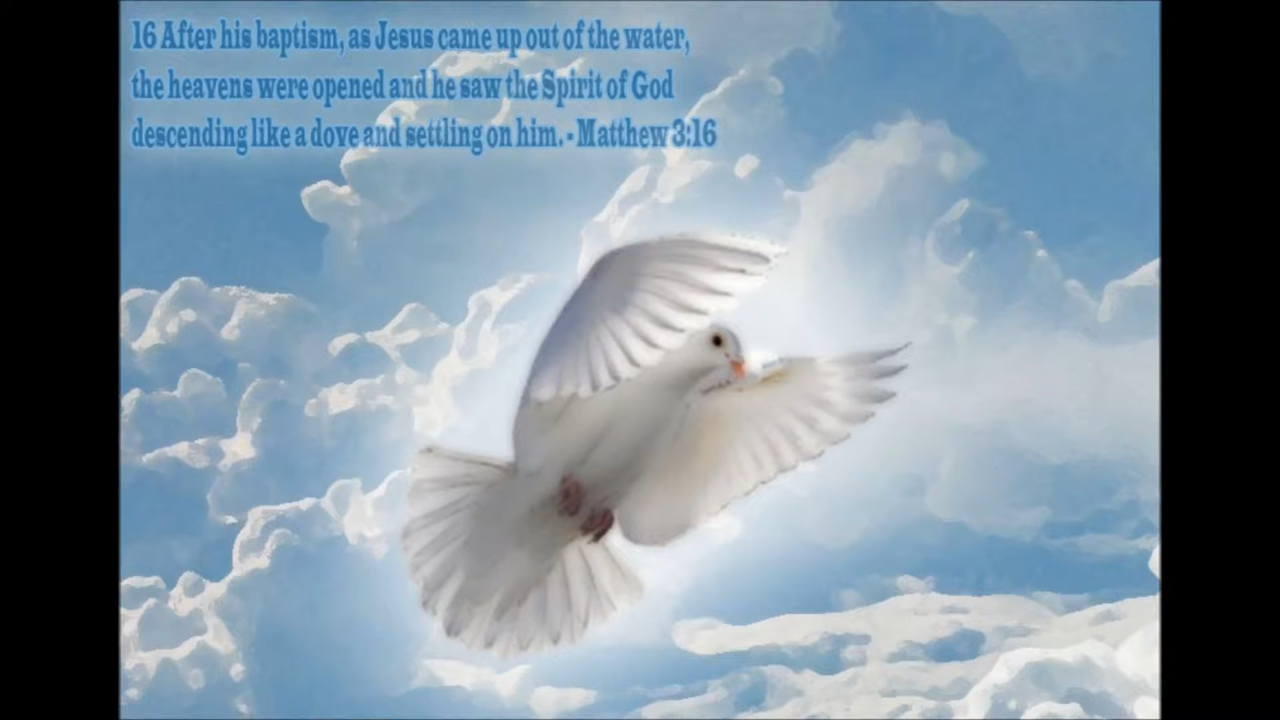 16 After his baptism, as Jesus came up out of the water,
the heavens were opened and he saw the Spirit of God
descending like a dove and settling on him. - Matthew 3:16